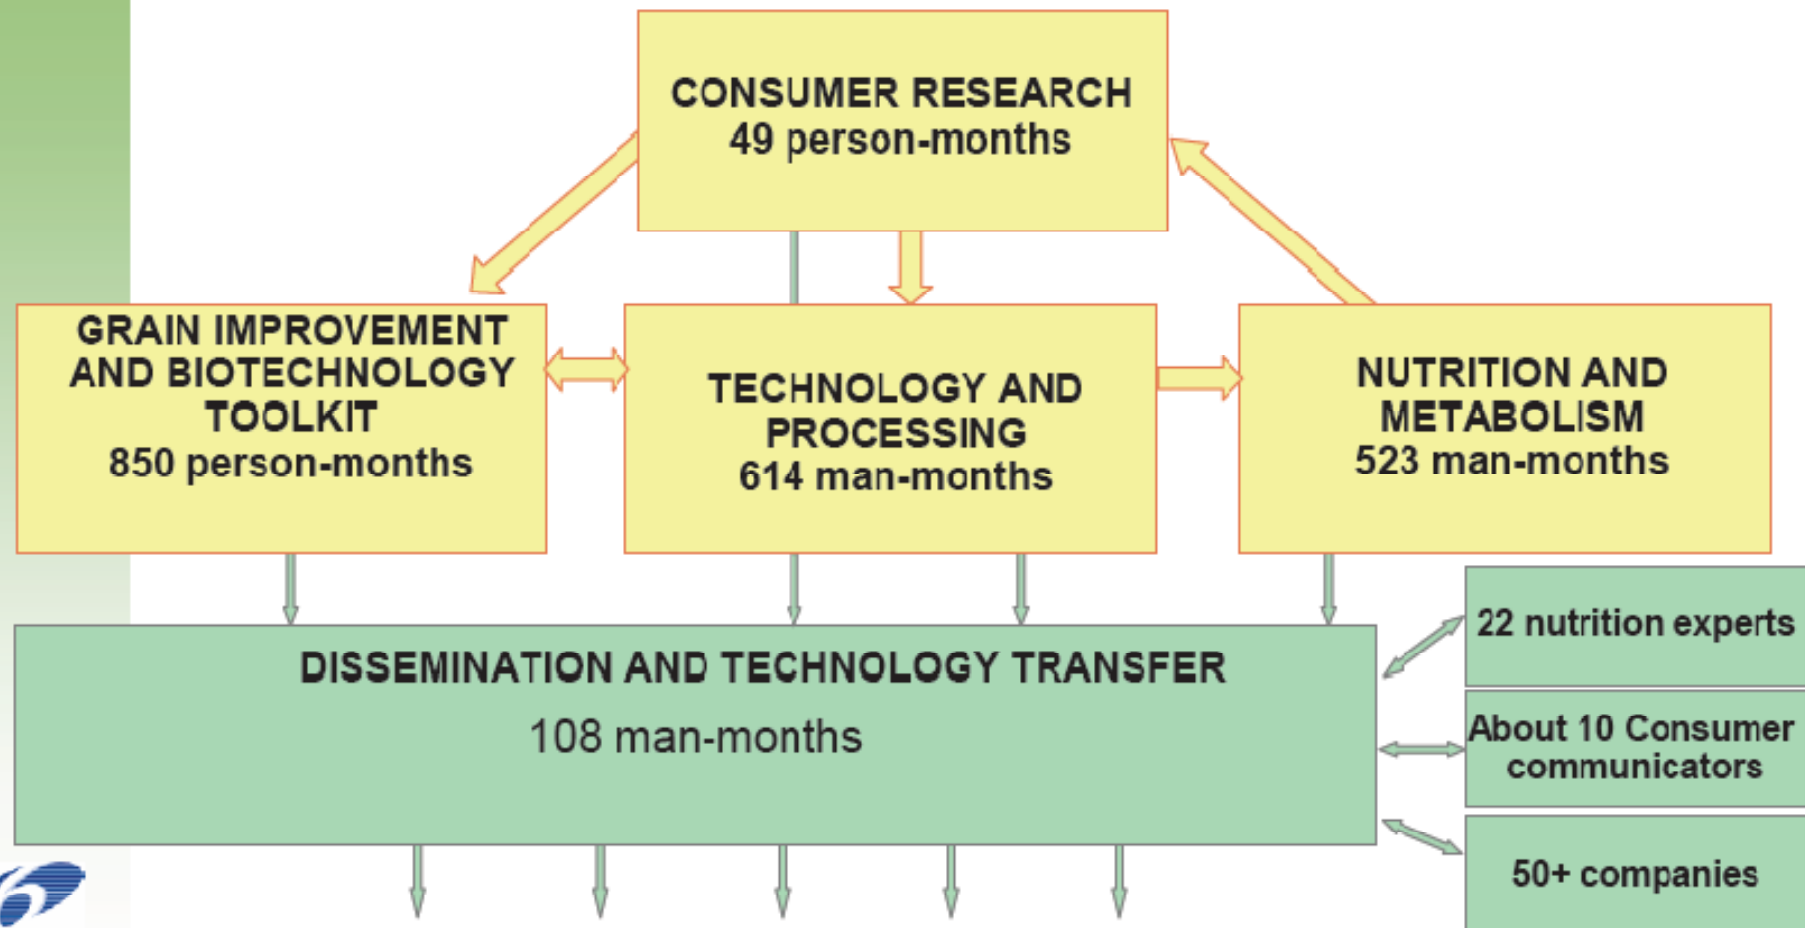 CONSUMER RESEARCH
49 person-months
GRAIN IMPROVEMENT
AND BIOTECHNOLOGY
TOOLKIT
850 person-months
TECHNOLOGY AND
PROCESSING
614 man-months
NUTRITION AND
METABOLISM
523 man-months
DISSEMINATION AND TECHNOLOGY TRANSFER
108 man-months
22 nutrition experts
About 10 Consumer
communicators
50+ companies
6